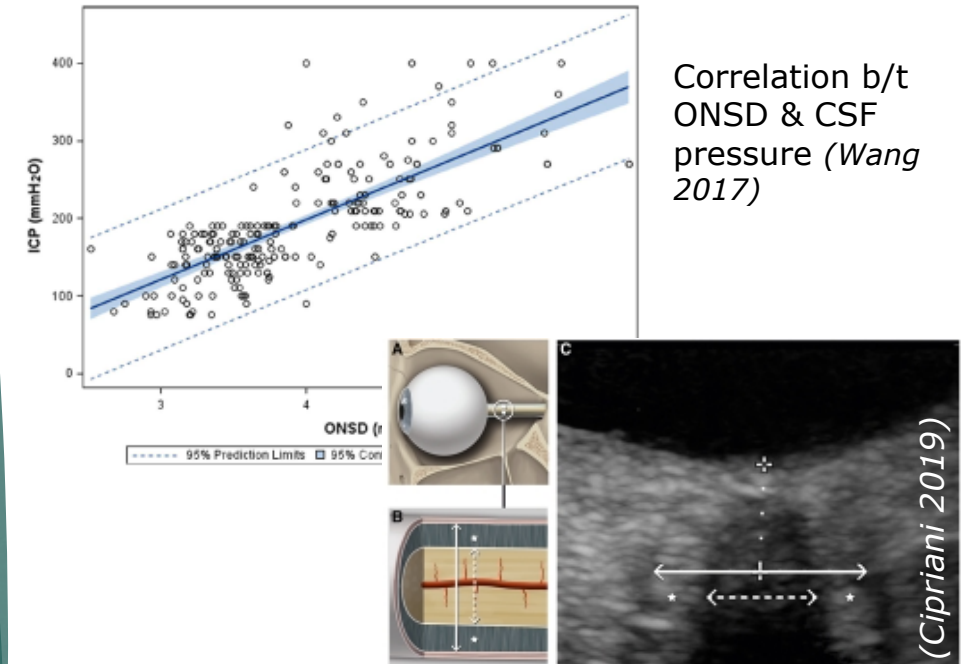 Correlation b/t
ONSD & CSF
pressure (Wang
2017)
ICP (mmH2O)
400
300
200
100
0
3
4
ONSD (
95% Prediction Limits
95% Con
A
B
C
(Cipriani 2019)